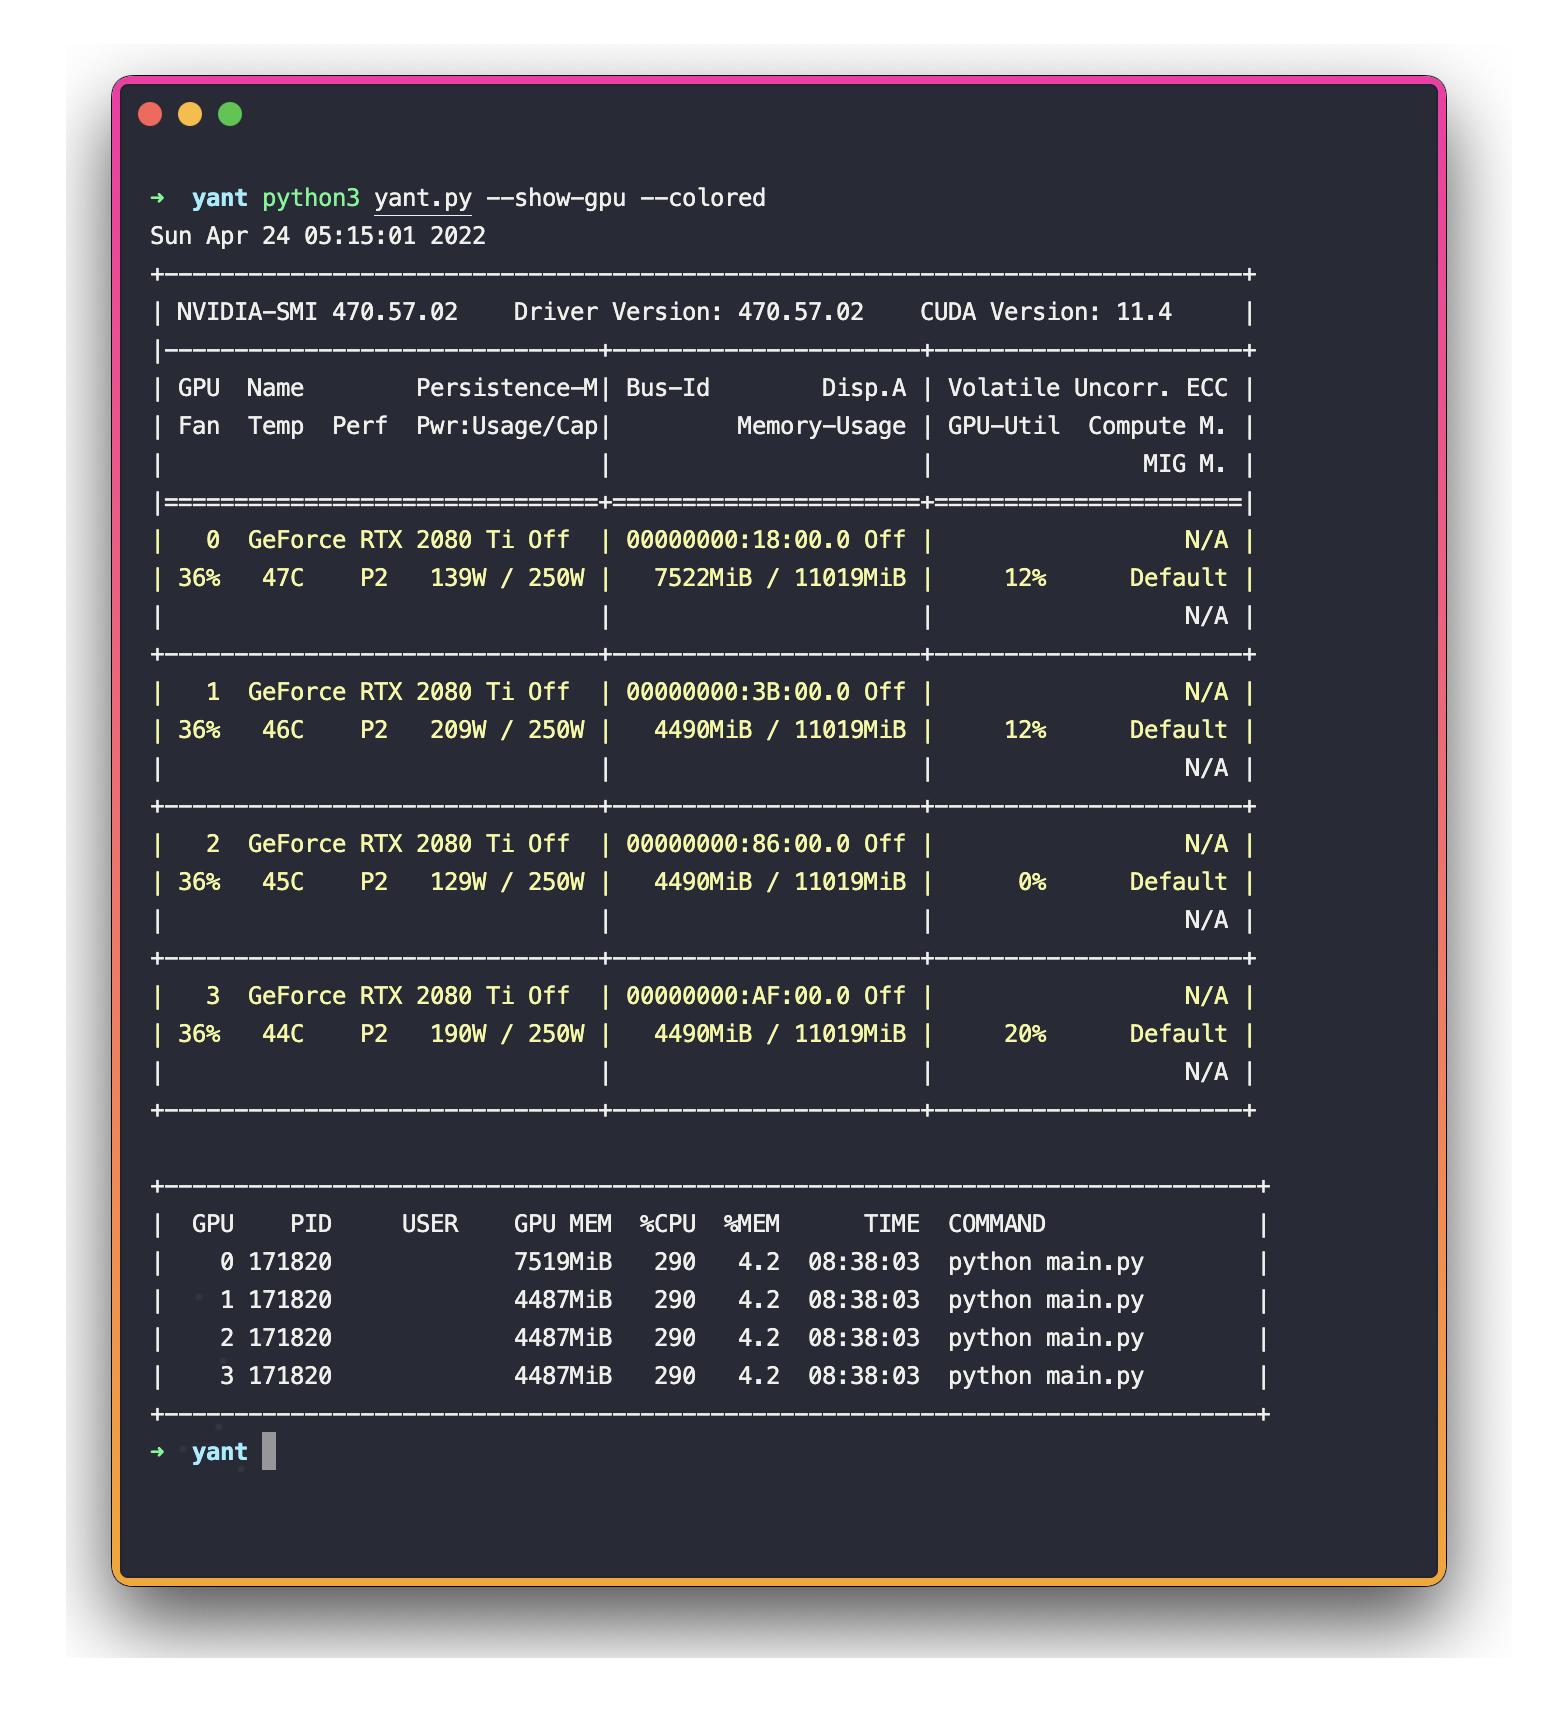 ➜  yant python3 yant.py --show-gpu --colored
Sun Apr 24 05:15:01 2022
+-----------------------------------------------------------------------------+
| NVIDIA-SMI 470.57.02    Driver Version: 470.57.02    CUDA Version: 11.4     |
|-------------------------------+----------------------+----------------------+
| GPU  Name        Persistence-M| Bus-Id        Disp.A | Volatile Uncorr. ECC |
| Fan  Temp  Perf  Pwr:Usage/Cap|         Memory-Usage | GPU-Util  Compute M. |
|                               |                      |               MIG M. |
|===============================+======================+======================|
|   0  GeForce RTX 2080 Ti Off  | 00000000:18:00.0 Off |                  N/A |
| 36%   47C    P2   139W / 250W |   7522MiB / 11019MiB |     12%      Default |
|                               |                      |                  N/A |
+-------------------------------+----------------------+----------------------+
|   1  GeForce RTX 2080 Ti Off  | 00000000:3B:00.0 Off |                  N/A |
| 36%   46C    P2   209W / 250W |   4490MiB / 11019MiB |     12%      Default |
|                               |                      |                  N/A |
+-------------------------------+----------------------+----------------------+
|   2  GeForce RTX 2080 Ti Off  | 00000000:86:00.0 Off |                  N/A |
| 36%   45C    P2   129W / 250W |   4490MiB / 11019MiB |      0%      Default |
|                               |                      |                  N/A |
+-------------------------------+----------------------+----------------------+
|   3  GeForce RTX 2080 Ti Off  | 00000000:AF:00.0 Off |                  N/A |
| 36%   44C    P2   190W / 250W |   4490MiB / 11019MiB |     20%      Default |
|                               |                      |                  N/A |
+-------------------------------+----------------------+----------------------+

+------------------------------------------------------------------------------+
|  GPU    PID     USER    GPU MEM  %CPU  %MEM      TIME  COMMAND               |
|    0 171820             7519MiB   290   4.2  08:38:03  python main.py        |
|    1 171820             4487MiB   290   4.2  08:38:03  python main.py        |
|    2 171820             4487MiB   290   4.2  08:38:03  python main.py        |
|    3 171820             4487MiB   290   4.2  08:38:03  python main.py        |
+------------------------------------------------------------------------------+
➜  yant